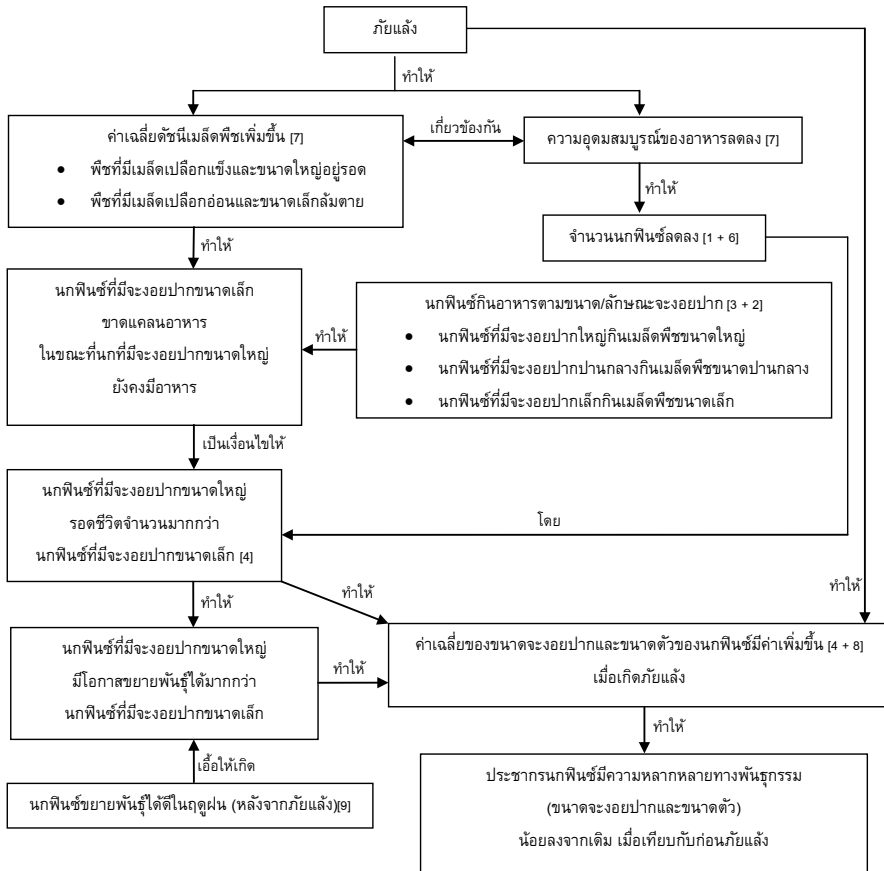 ภัยแล้ง
ทำให้
ค่าเฉลี่ยดัชนีเมล็ดพืชเพิ่มขึ้น [7]
• พืชที่มีเมล็ดเปลือกแข็งและขนาดใหญ่อยู่รอด
• พืชที่มีเมล็ดเปลือกอ่อนและขนาดเล็กล้มตาย
เกี่ยวข้องกัน
ความอุดมสมบูรณ์ของอาหารลดลง [7]
ทำให้
จำนวนนกฟินซ์ลดลง [1 + 6]
ทำให้
นกฟินซ์ที่มีจะงอยปากขนาดเล็ก
ขาดแคลนอาหาร
ในขณะที่นกที่มีจะงอยปากขนาดใหญ่
ยังคงมีอาหาร
ทำให้
นกฟินซ์กินอาหารตามขนาด/ลักษณะจะงอยปาก [3 + 2]
• นกฟินซ์ที่มีจะงอยปากใหญ่กินเมล็ดพืชขนาดใหญ่
• นกฟินซ์ที่มีจะงอยปากปานกลางกินเมล็ดพืชขนาดปานกลาง
• นกฟินซ์ที่มีจะงอยปากเล็กกินเมล็ดพืชขนาดเล็ก
เป็นเงื่อนไขให้
นกฟินซ์ที่มีจะงอยปากขนาดใหญ่
รอดชีวิตจำนวนมากกว่า
นกฟินซ์ที่มีจะงอยปากขนาดเล็ก [4]
โดย
ทำให้
ทำให้
ทำให้
นกฟินซ์ที่มีจะงอยปากขนาดใหญ่
มีโอกาสขยายพันธุ์ได้มากกว่า
นกฟินซ์ที่มีจะงอยปากขนาดเล็ก
ทำให้
ค่าเฉลี่ยของขนาดจะงอยปากและขนาดตัวของนกฟินซ์มีค่าเพิ่มขึ้น [4 + 8]
เมื่อเกิดภัยแล้ง
ทำให้
เอื้อให้เกิด
นกฟินซ์ขยายพันธุ์ได้ดีในฤดูฝน (หลังจากภัยแล้ง)[9]
ประชากรนกฟินซ์มีความหลากหลายทางพันธุกรรม
(ขนาดจะงอยปากและขนาดตัว)
น้อยลงจากเดิม เมื่อเทียบกับก่อนภัยแล้ง